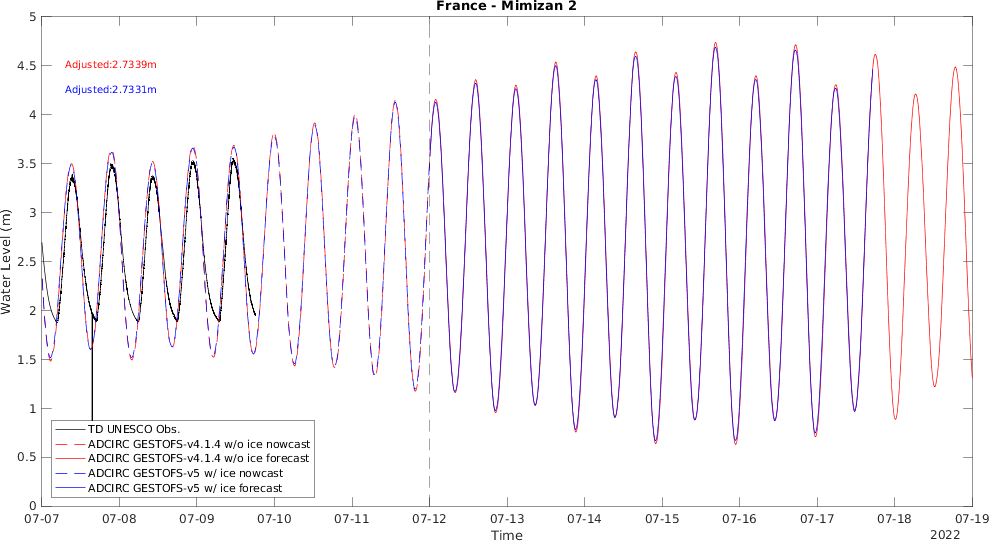 France - Mimizan 2
Water Level (m)
5
4.5
4
3.5
3
2.5
2
1.5
1
0.5
0
Adjusted:2.7339m
Adjusted:2.7331m
TD UNESCO Obs.
ADCIRC GESTOFS-v4.1.4 w/o ice nowcast
ADCIRC GESTOFS-v4.1.4 w/o ice forecast
ADCIRC GESTOFS-v5 w/ ice nowcast
ADCIRC GESTOFS-v5 w/ ice forecast
07-07 07-08 07-09 07-10 07-11 07-12 07-13 07-14 07-15 07-16 07-17 07-18 07-19
Time
2022